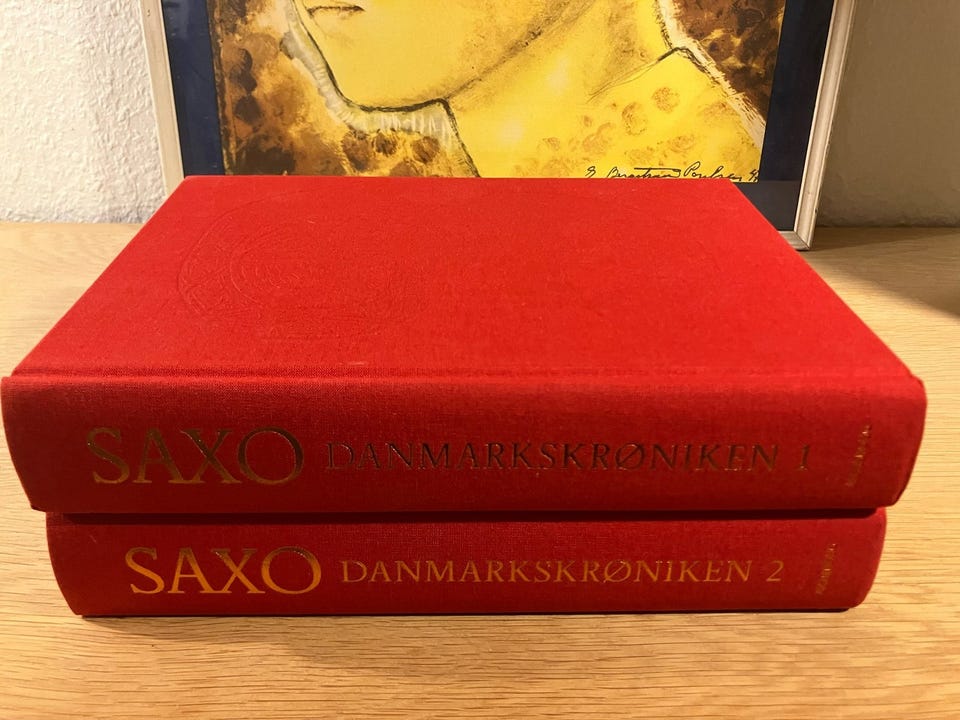 SAXO DANMARKSKRØNIKEN 1
SAXO DANMARKSKRØNIKEN 2